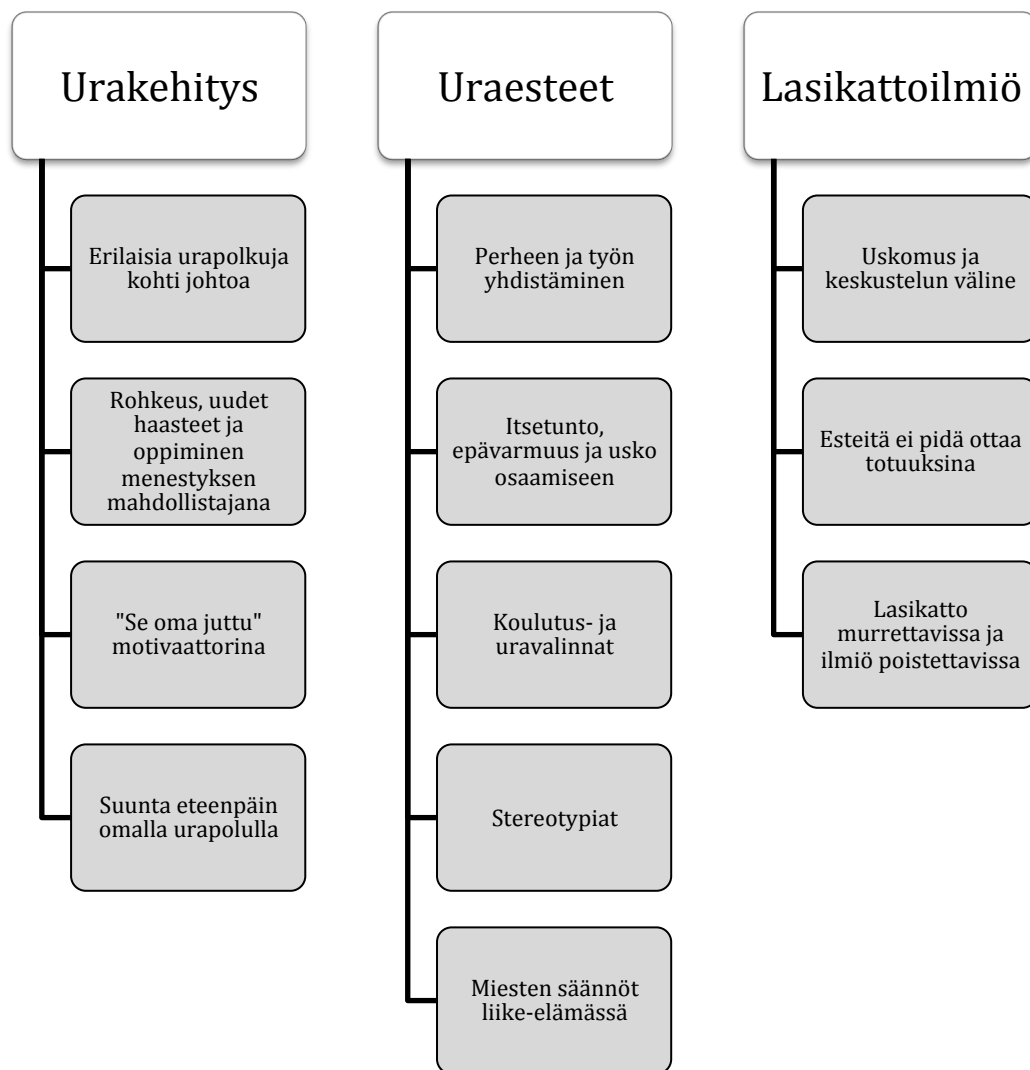 Urakehitys
Erilaisia urapolkuja
kohti johtoa
Rohkeus, uudet
haasteet ja
oppiminen
menestyksen
mahdollistajana
"Se oma juttu"
motivaattorina
Suunta eteenpäin
omalla urapolulla
Uraesteet
Perheen ja työn
yhdistäminen
Itsetunto,
epävarmuus ja usko
osaamiseen
Koulutus- ja
uravalinnat
Stereotypiat
Miesten säännöt
liike-elämässä
Lasikattoilmiö
Uskomus ja
keskustelun väline
Esteitä ei pidä ottaa
totuuksina
Lasikatto
murrettavissa ja
ilmiö poistettavissa